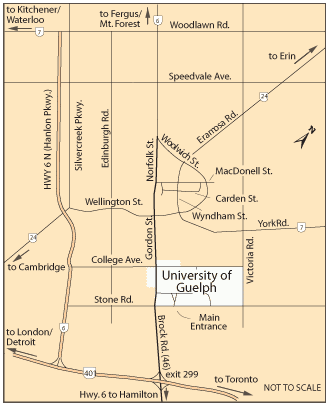 to Kitchener/
Waterloo
7
to Fergus/
Mt. Forest
6
Woodlawn Rd.
to Erin
Speedvale Ave.
24
HWY 6 N (Hanlon Pkwy.)
Silvercreek Pkwy.
Edinburgh Rd.
Norfolk St.
Woolwich St.
Eramosa Rd.
N
MacDonell St.
Carden St.
Wellington St.
Wyndham St.
Gordon St.
York Rd.
7
24
to Cambridge
College Ave.
Victoria Rd.
University of
Guelph
Stone Rd.
Main
Entrance
to London/
Detroit
6
Brock Rd. (46)
401
exit 299
to Toronto
Hwy. 6 to Hamilton
NOT TO SCALE